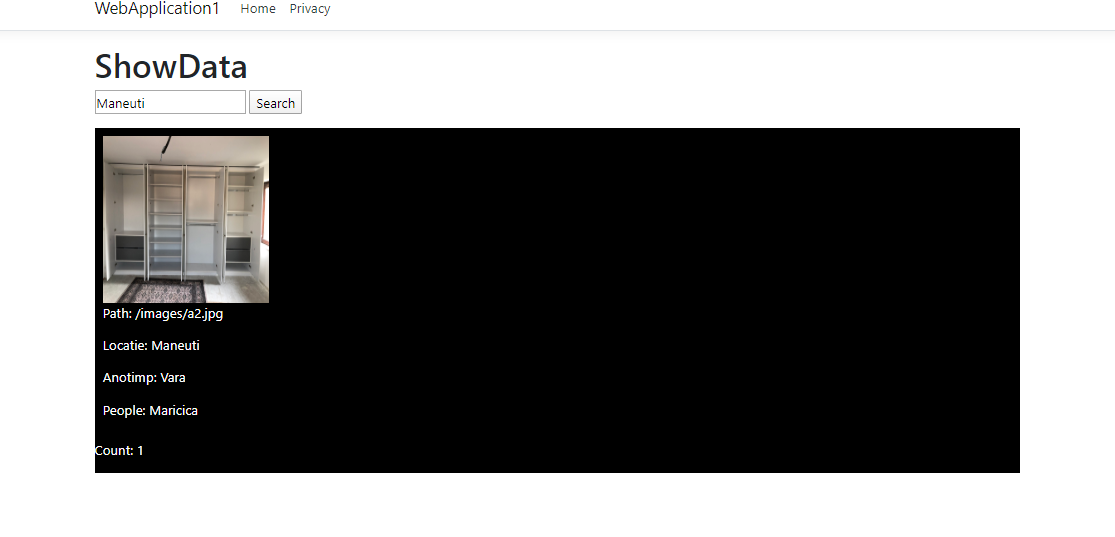 WebApplication1 Home Privacy
ShowData
Maneuti Search
Path: /images/a2.jpg
Locatie: Maneuti
Anotimp: Vara
People: Maricica
Count: 1